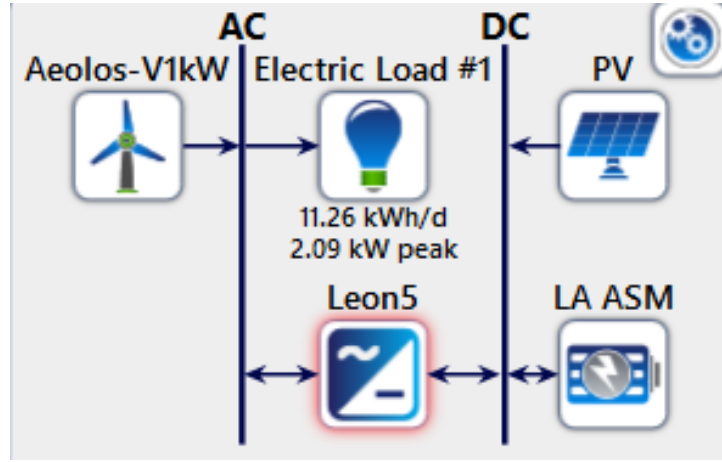 AC
DC
Aeolos-V1kW
Electric Load #1
PV
11.26 kWh/d
2.09 kW peak
Leon5
LA ASM